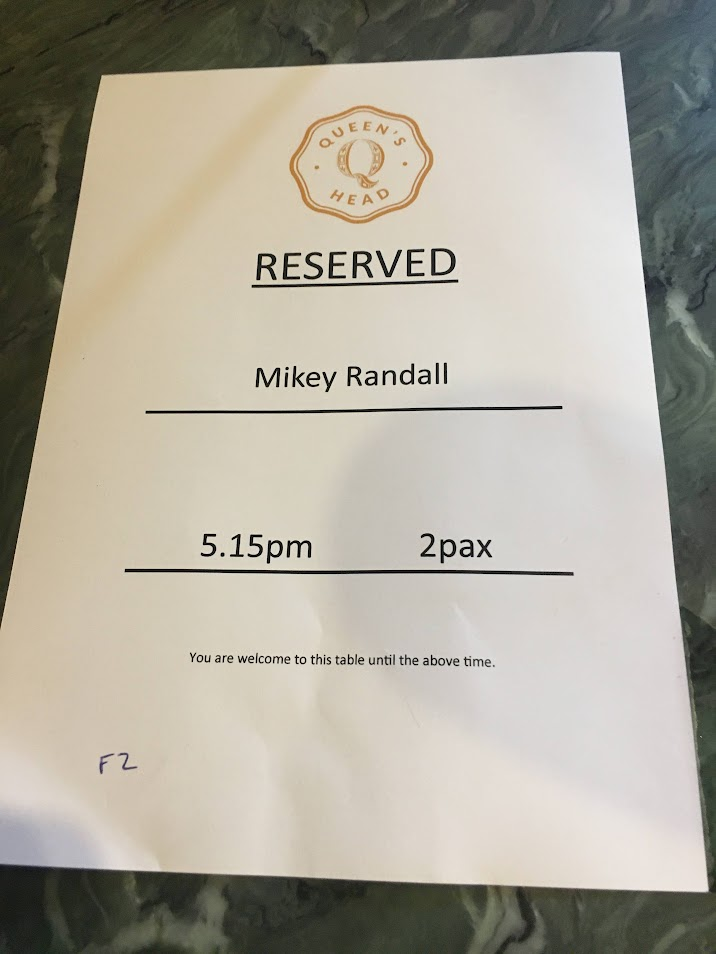 QUEEN'S
Q
HEAD
RESERVED
Mikey Randall
5.15pm 2pax
You are welcome to this table until the above time.
F2